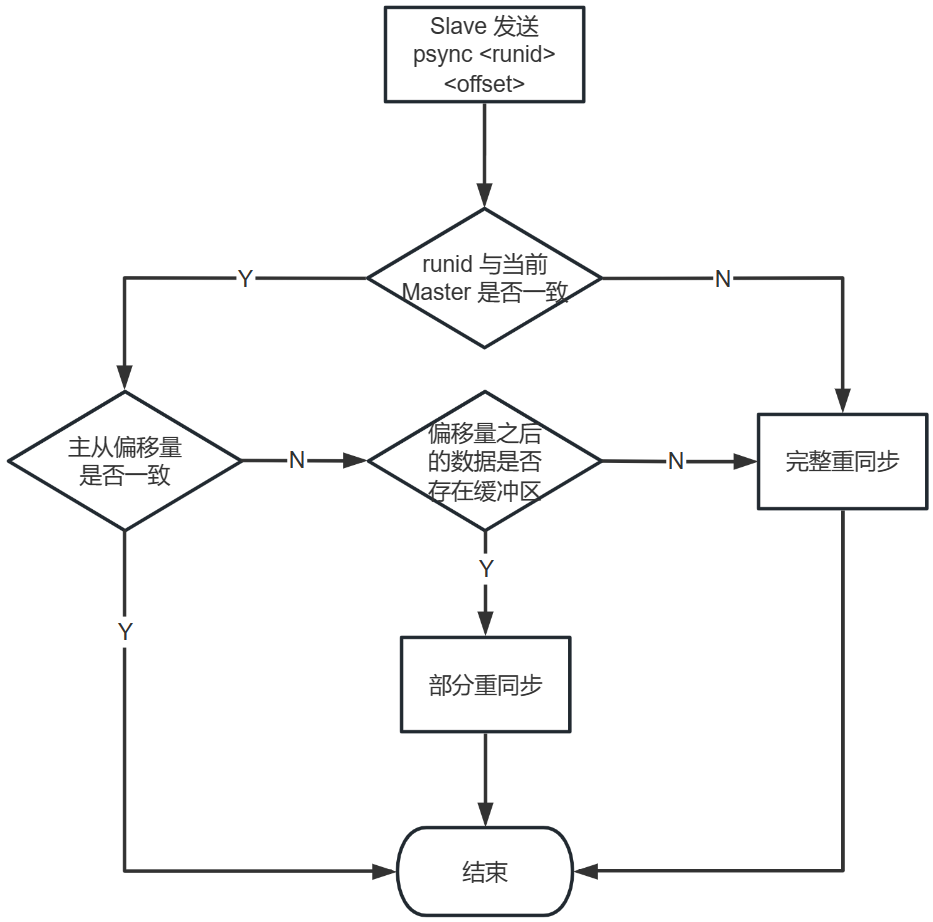 Slave 发送
psync <runid>
<offset>
runid 与当前
Master 是否一致
Y
N
主从偏移量
是否一致
N
偏移量之后
的数据是否
存在缓冲区
N
完整重同步
Y
Y
部分重同步
结束